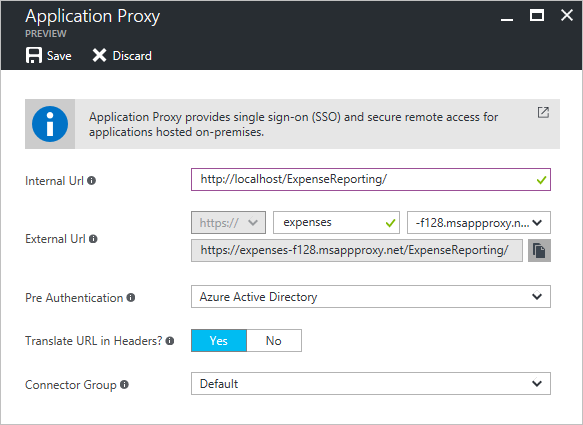 Application Proxy
PREVIEW
Save Discard
Application Proxy provides single sign-on (SSO) and secure remote access for
applications hosted on-premises.
Internal Url http://localhost/ExpenseReporting/
https:// expenses -f128.msappproxy.n...
External Url
https://expenses-f128.msappproxy.net/ExpenseReporting/
Pre Authentication Azure Active Directory
Translate URL in Headers? Yes No
Connector Group Default